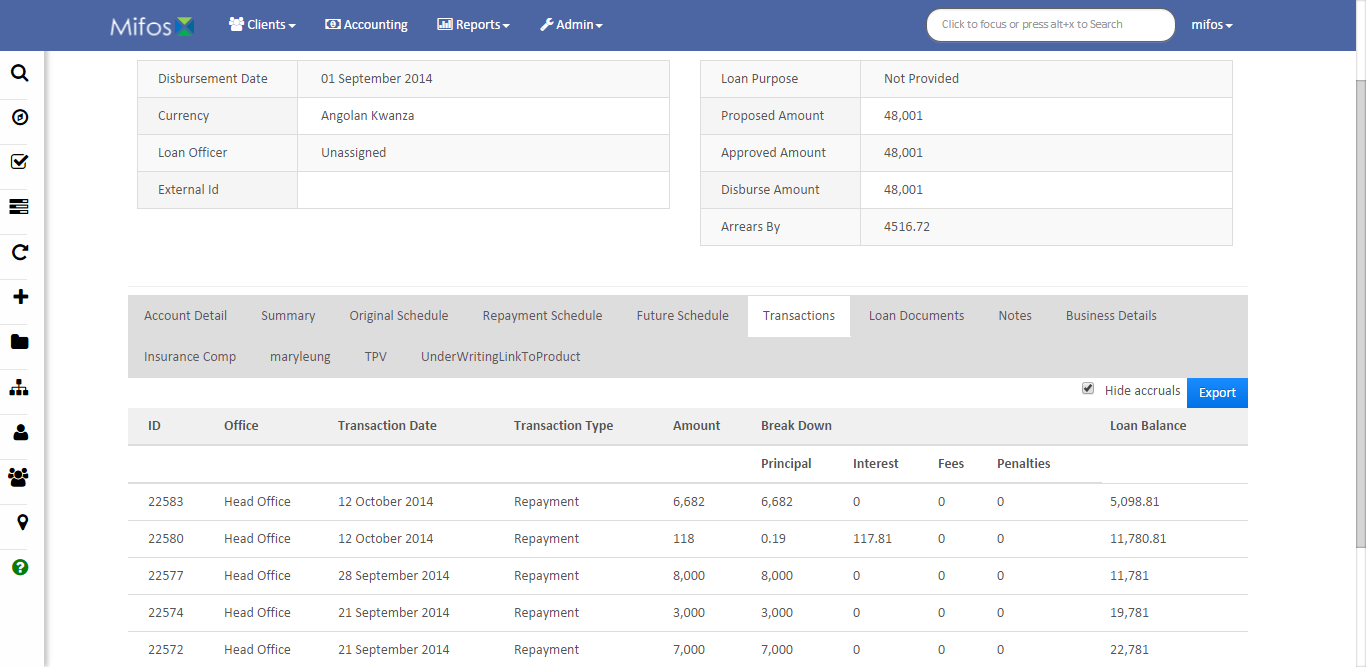 Mifos Clients Accounting Reports Admin Click to focus or press alt+x to Search mifos
Disbursement Date 01 September 2014
Currency Angolan Kwanza
Loan Officer Unassigned
External Id
Loan Purpose Not Provided
Proposed Amount 48,001
Approved Amount 48,001
Disburse Amount 48,001
Arrears By 4516.72
Account Detail Summary Original Schedule Repayment Schedule Future Schedule Transactions Loan Documents Notes Business Details
Insurance Comp maryleung TPV UnderWritingLinkToProduct
Hide accruals Export
ID Office Transaction Date Transaction Type Amount Break Down Loan Balance
Principal Interest Fees Penalties
22583 Head Office 12 October 2014 Repayment 6,682 6,682 0 0 0 5,098.81
22580 Head Office 12 October 2014 Repayment 118 0.19 117.81 0 0 11,780.81
22577 Head Office 28 September 2014 Repayment 8,000 8,000 0 0 0 11,781
22574 Head Office 21 September 2014 Repayment 3,000 3,000 0 0 0 19,781
22572 Head Office 21 September 2014 Repayment 7,000 7,000 0 0 0 22,781